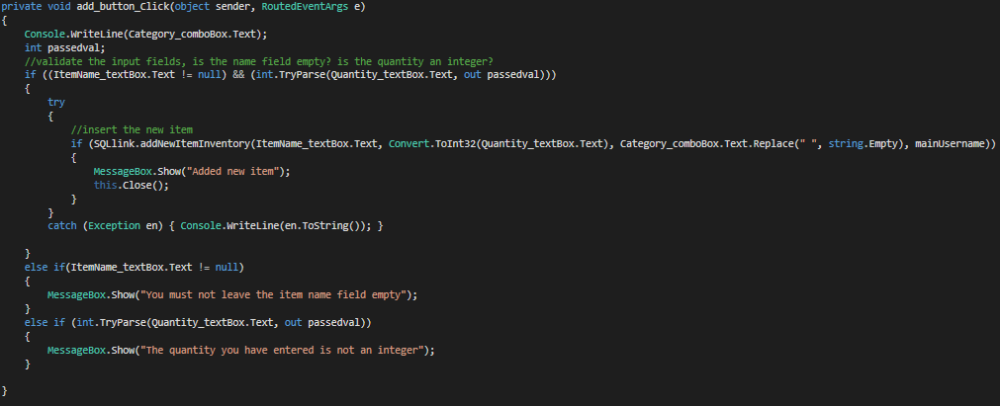 private void add_button_Click(object sender, RoutedEventArgs e)
{
Console.WriteLine(Category_comboBox.Text);
int passedval;
//validate the input fields, is the name field empty? is the quantity an integer?
if ((ItemName_textBox.Text != null) && (int.TryParse(Quantity_textBox.Text, out passedval)))
{
try
{
//insert the new item
if (SQLlink.addNewItemInventory(ItemName_textBox.Text, Convert.ToInt32(Quantity_textBox.Text), Category_comboBox.Text.Replace(" ", string.Empty), mainUsername))
{
MessageBox.Show("Added new item");
this.Close();
}
}
catch (Exception en) { Console.WriteLine(en.ToString()); }
}
else if(ItemName_textBox.Text != null)
{
MessageBox.Show("You must not leave the item name field empty");
}
else if (int.TryParse(Quantity_textBox.Text, out passedval))
{
MessageBox.Show("The quantity you have entered is not an integer");
}
}